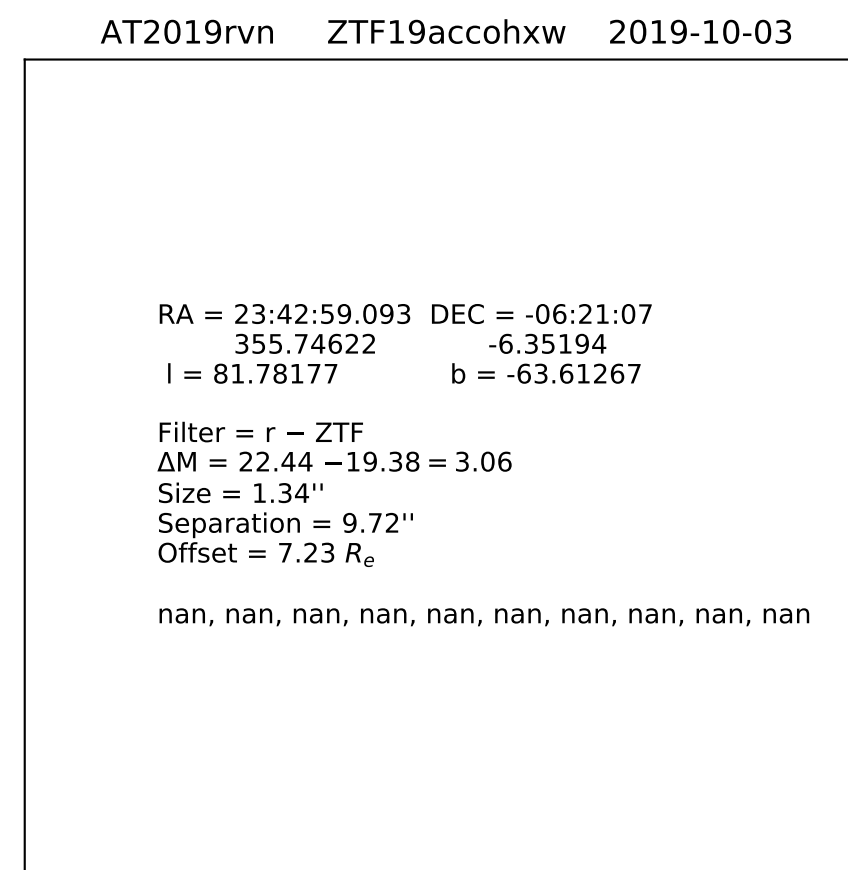 AT2019rvn ZTF19accohxw 2019-10-03
RA = 23:42:59.093 DEC = -06:21:07
355.74622 -6.35194
l = 81.78177 b = -63.61267
Filter = r − ZTF
ΔM = 22.44 −19.38 = 3.06
Size = 1.34''
Separation = 9.72''
Offset = 7.23 Rₑ
nan, nan, nan, nan, nan, nan, nan, nan, nan, nan